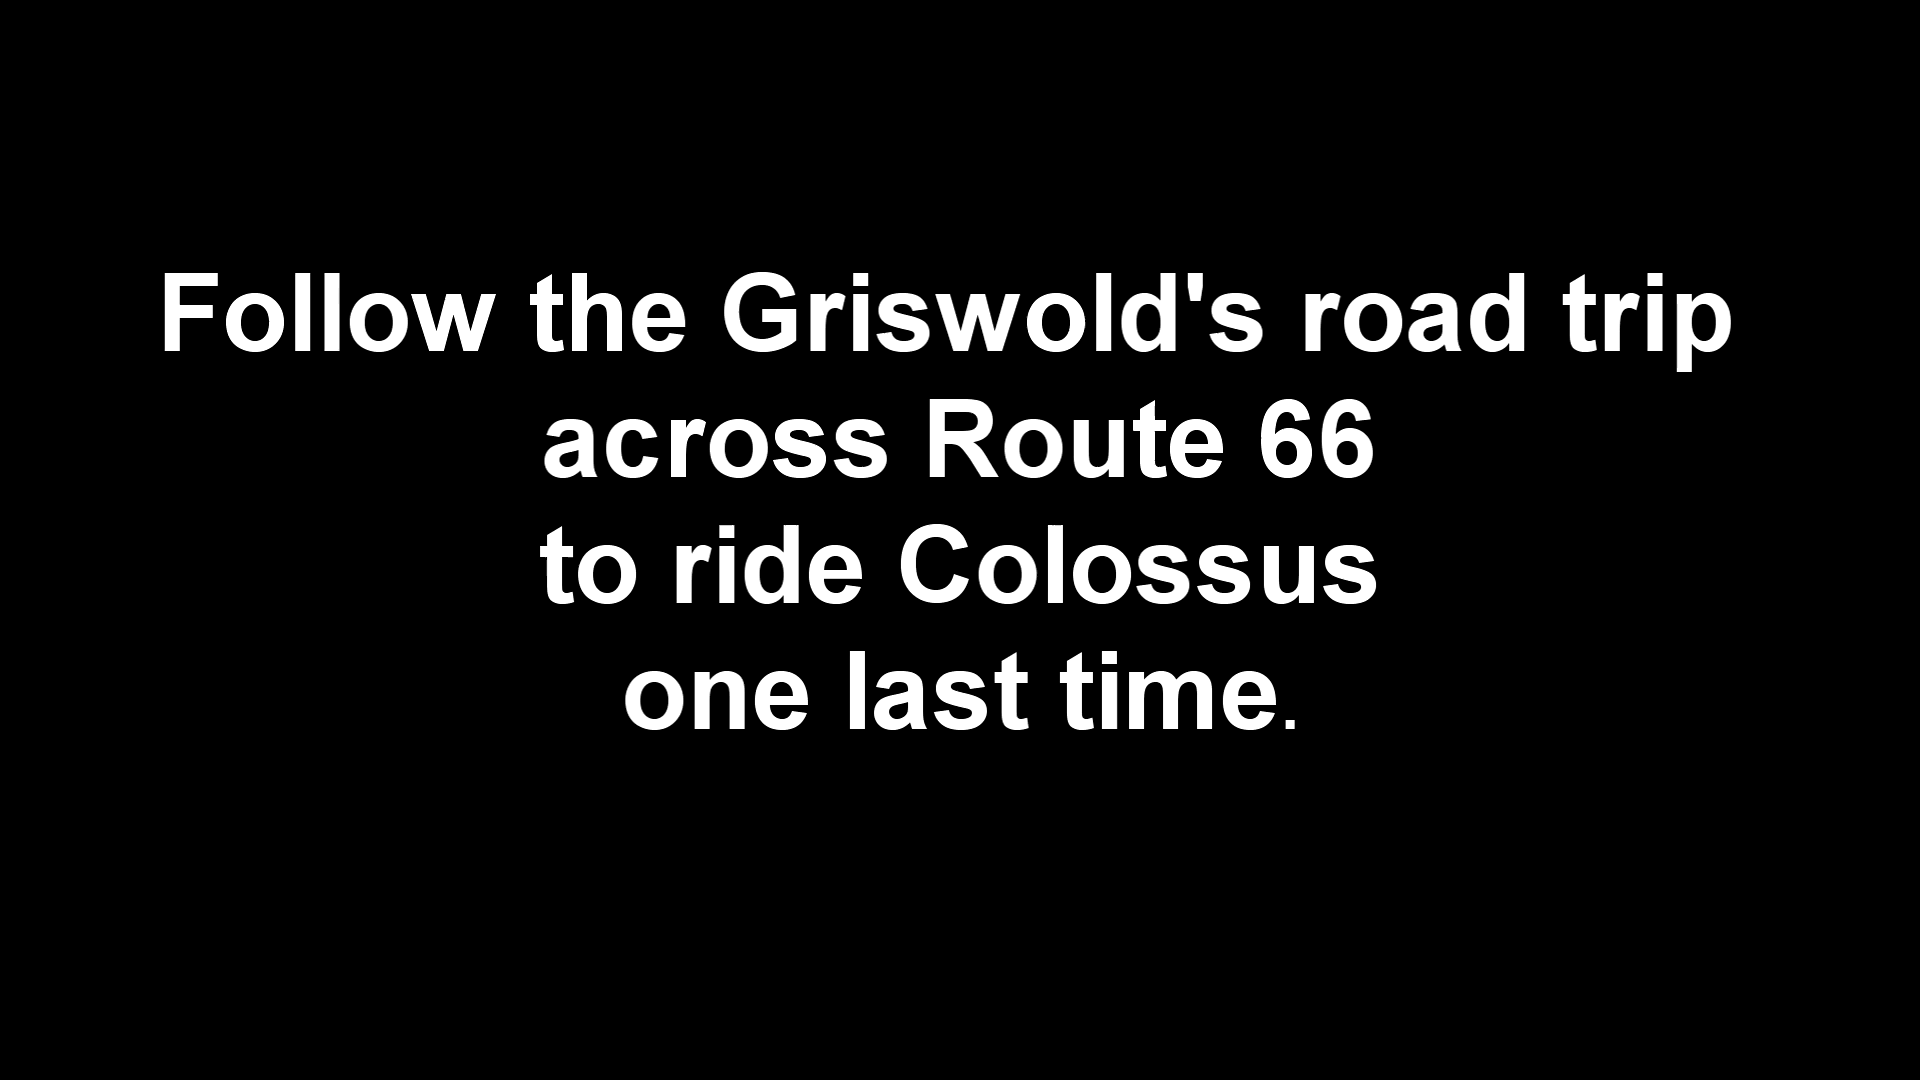 Follow the Griswold's road trip
across Route 66
to ride Colossus
one last time.